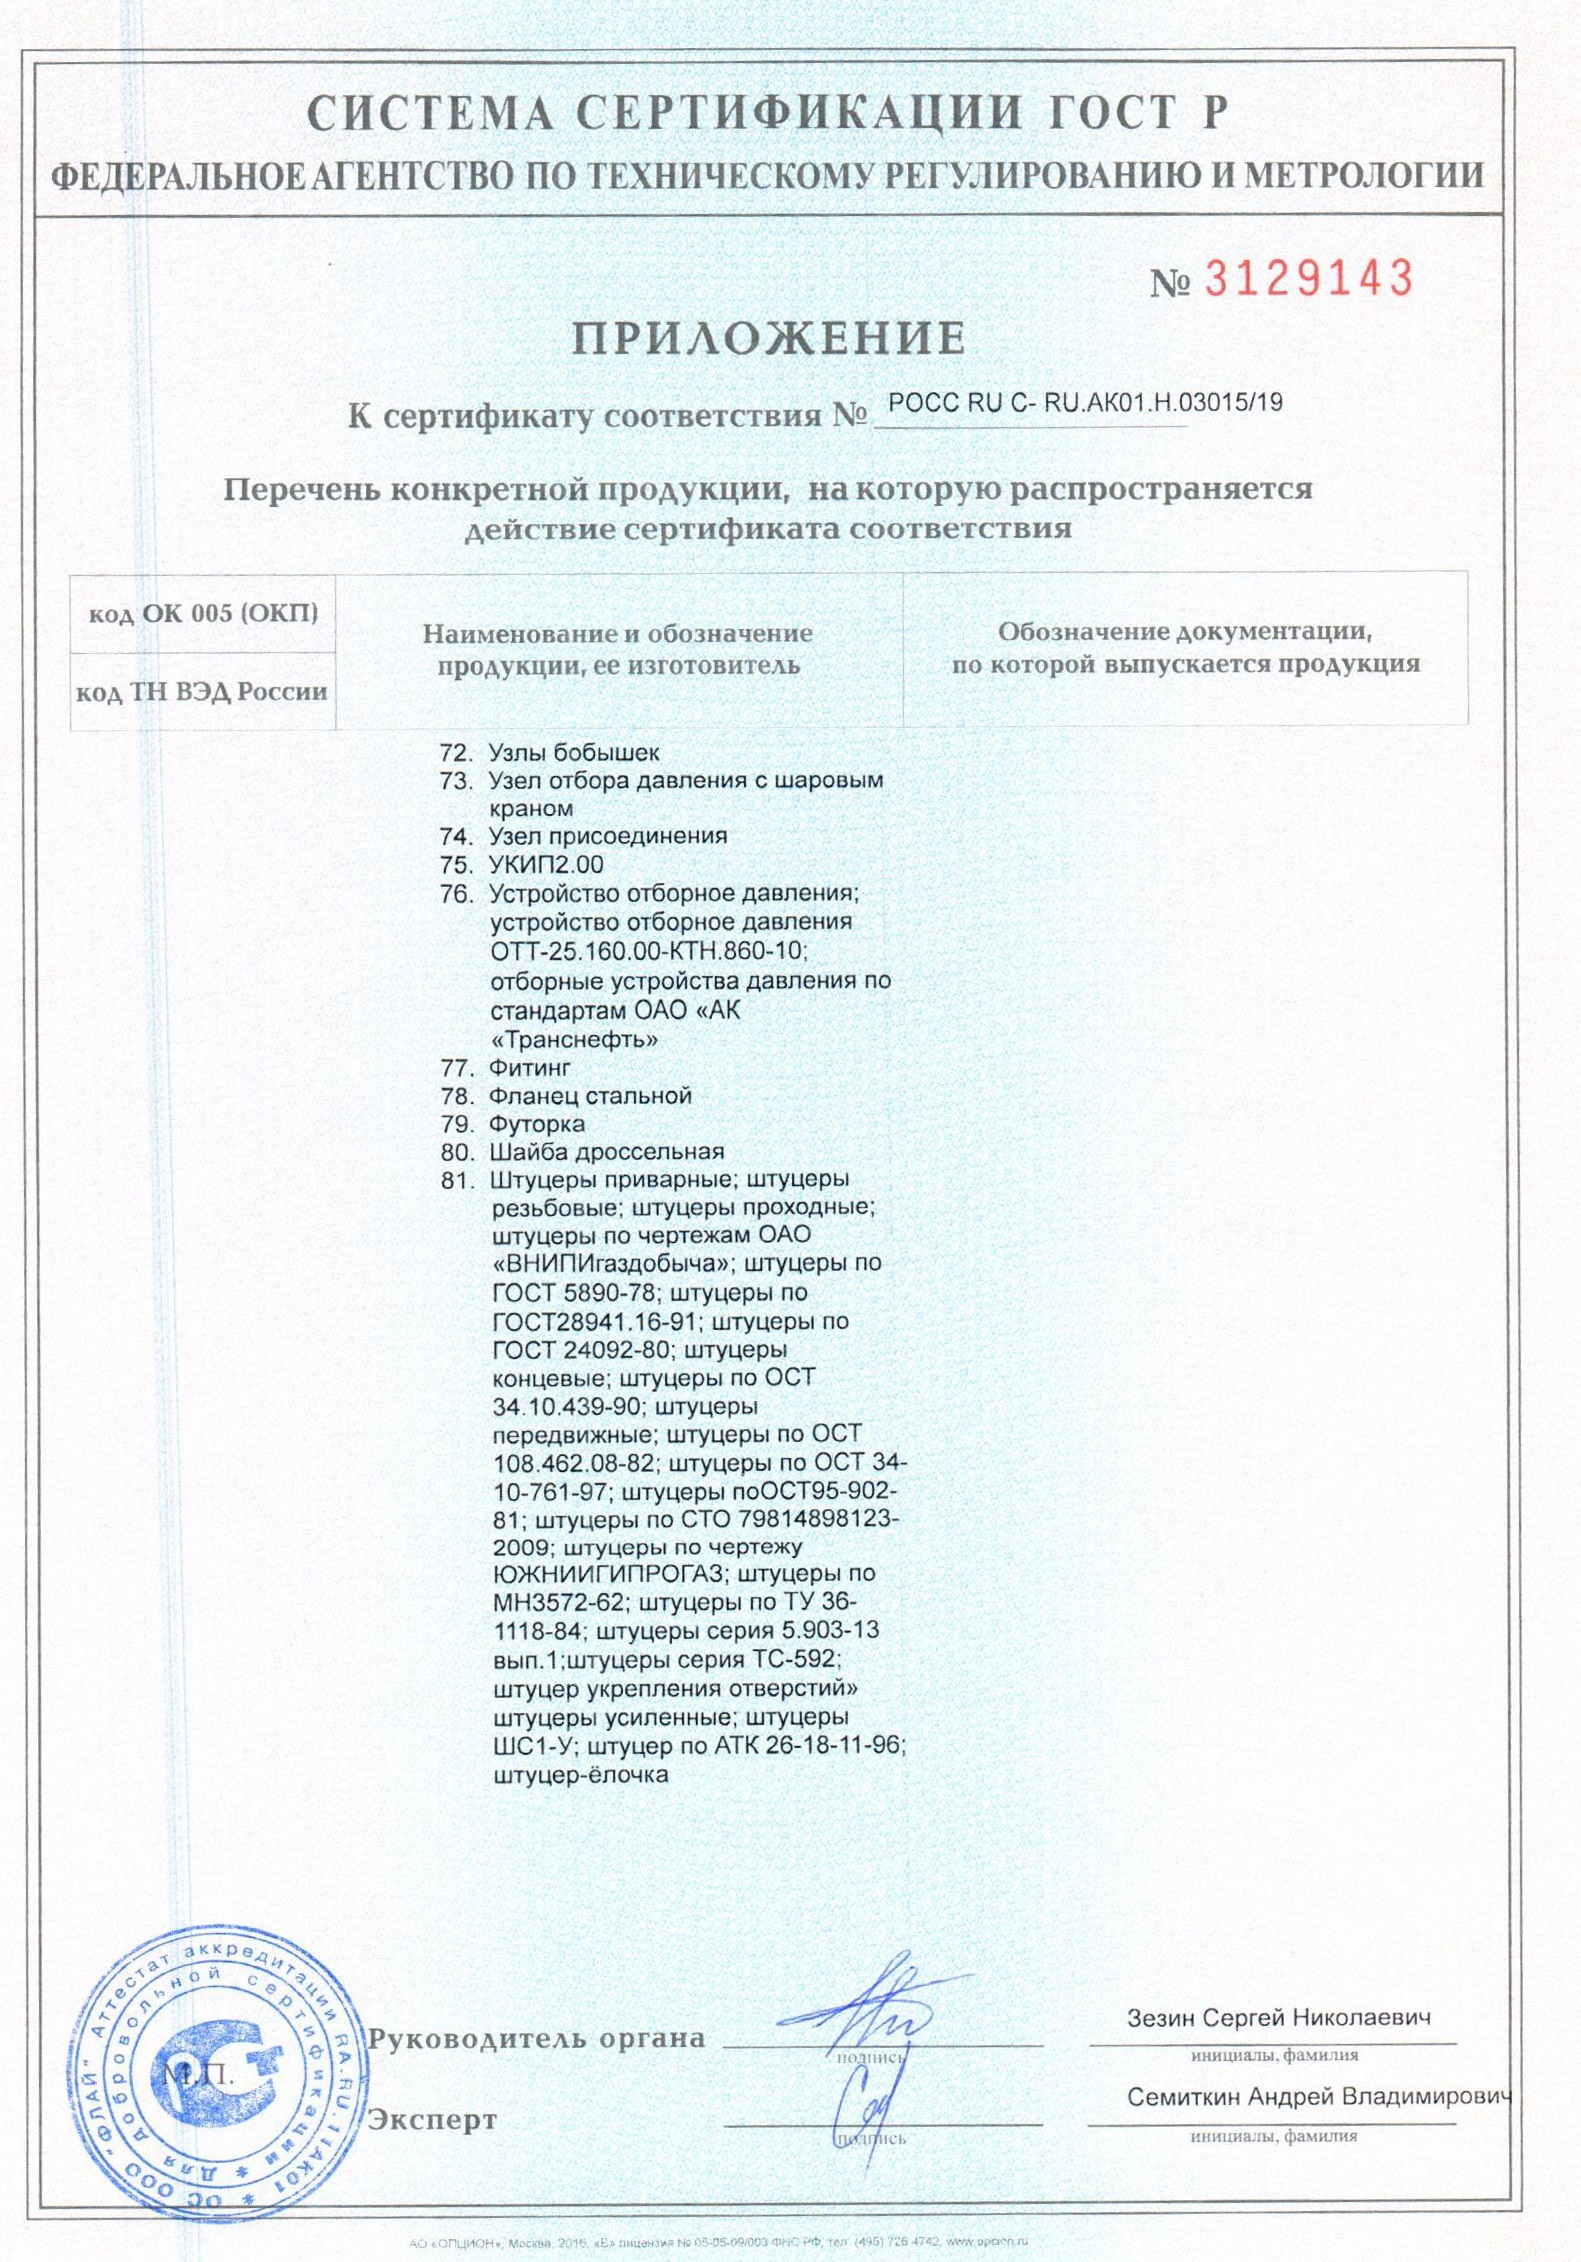 СИСТЕМА СЕРТИФИКАЦИИ ГОСТ Р
ФЕДЕРАЛЬНОЕ АГЕНТСТВО ПО ТЕХНИЧЕСКОМУ РЕГУЛИРОВАНИЮ И МЕТРОЛОГИИ
№ 3129143
ПРИЛОЖЕНИЕ
К сертификату соответствия № РОСС RU С- RU.АК01.Н.03015/19
Перечень конкретной продукции, на которую распространяется
действие сертификата соответствия
код ОК 005 (ОКП)
код ТН ВЭД России
Наименование и обозначение
продукции, ее изготовитель
Обозначение документации,
по которой выпускается продукция
72. Узлы бобышек
73. Узел отбора давления с шаровым
краном
74. Узел присоединения
75. УКИП2.00
76. Устройство отборное давления;
устройство отборное давления
ОТТ-25.160.00-КТН.860-10;
отборные устройства давления по
стандартам ОАО «АК
«Транснефть»
77. Фитинг
78. Фланец стальной
79. Футорка
80. Шайба дроссельная
81. Штуцеры приварные; штуцеры
резьбовые; штуцеры проходные;
штуцеры по чертежам ОАО
«ВНИПИгаздобыча»; штуцеры по
ГОСТ 5890-78; штуцеры по
ГОСТ28941.16-91; штуцеры по
ГОСТ 24092-80; штуцеры
концевые; штуцеры по ОСТ
34.10.439-90; штуцеры
передвижные; штуцеры по ОСТ
108.462.08-82; штуцеры по ОСТ 34-
10-761-97; штуцеры поОСТ95-902-
81; штуцеры по СТО 79814898123-
2009; штуцеры по чертежу
ЮЖНИИГИПРОГАЗ; штуцеры по
МН3572-62; штуцеры по ТУ 36-
1118-84; штуцеры серия 5.903-13
вып.1;штуцеры серия ТС-592;
штуцер укрепления отверстий»
штуцеры усиленные; штуцеры
ШС1-У; штуцер по АТК 26-18-11-96;
штуцер-ёлочка
ОС ООО "ФЛАЙ" Аттестат аккредитации RA.RU.11АК01 *
Для добровольной сертификации *
М.П.
Руководитель органа
подпись
Зезин Сергей Николаевич
инициалы, фамилия
Эксперт
подпись
Семиткин Андрей Владимирович
инициалы, фамилия
АО «ОПЦИОН», Москва, 2015, «Б» лицензия № 05-05-09/003 ФНС РФ, тел. (495) 726 4742, www.opcion.ru